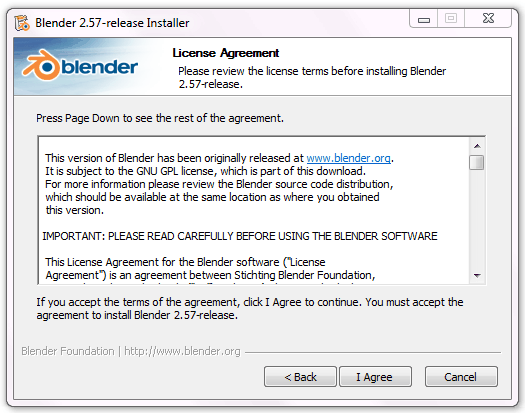 Blender 2.57-release Installer
blender
License Agreement
Please review the license terms before installing Blender
2.57-release.
Press Page Down to see the rest of the agreement.
This version of Blender has been originally released at www.blender.org.
It is subject to the GNU GPL license, which is part of this download.
For more information please review the Blender source code distribution,
which should be available at the same location as where you obtained
this version.
IMPORTANT: PLEASE READ CAREFULLY BEFORE USING THE BLENDER SOFTWARE
This License Agreement for the Blender software ("License
Agreement") is an agreement between Stichting Blender Foundation,
If you accept the terms of the agreement, click I Agree to continue. You must accept the
agreement to install Blender 2.57-release.
Blender Foundation | http://www.blender.org
< Back
I Agree
Cancel